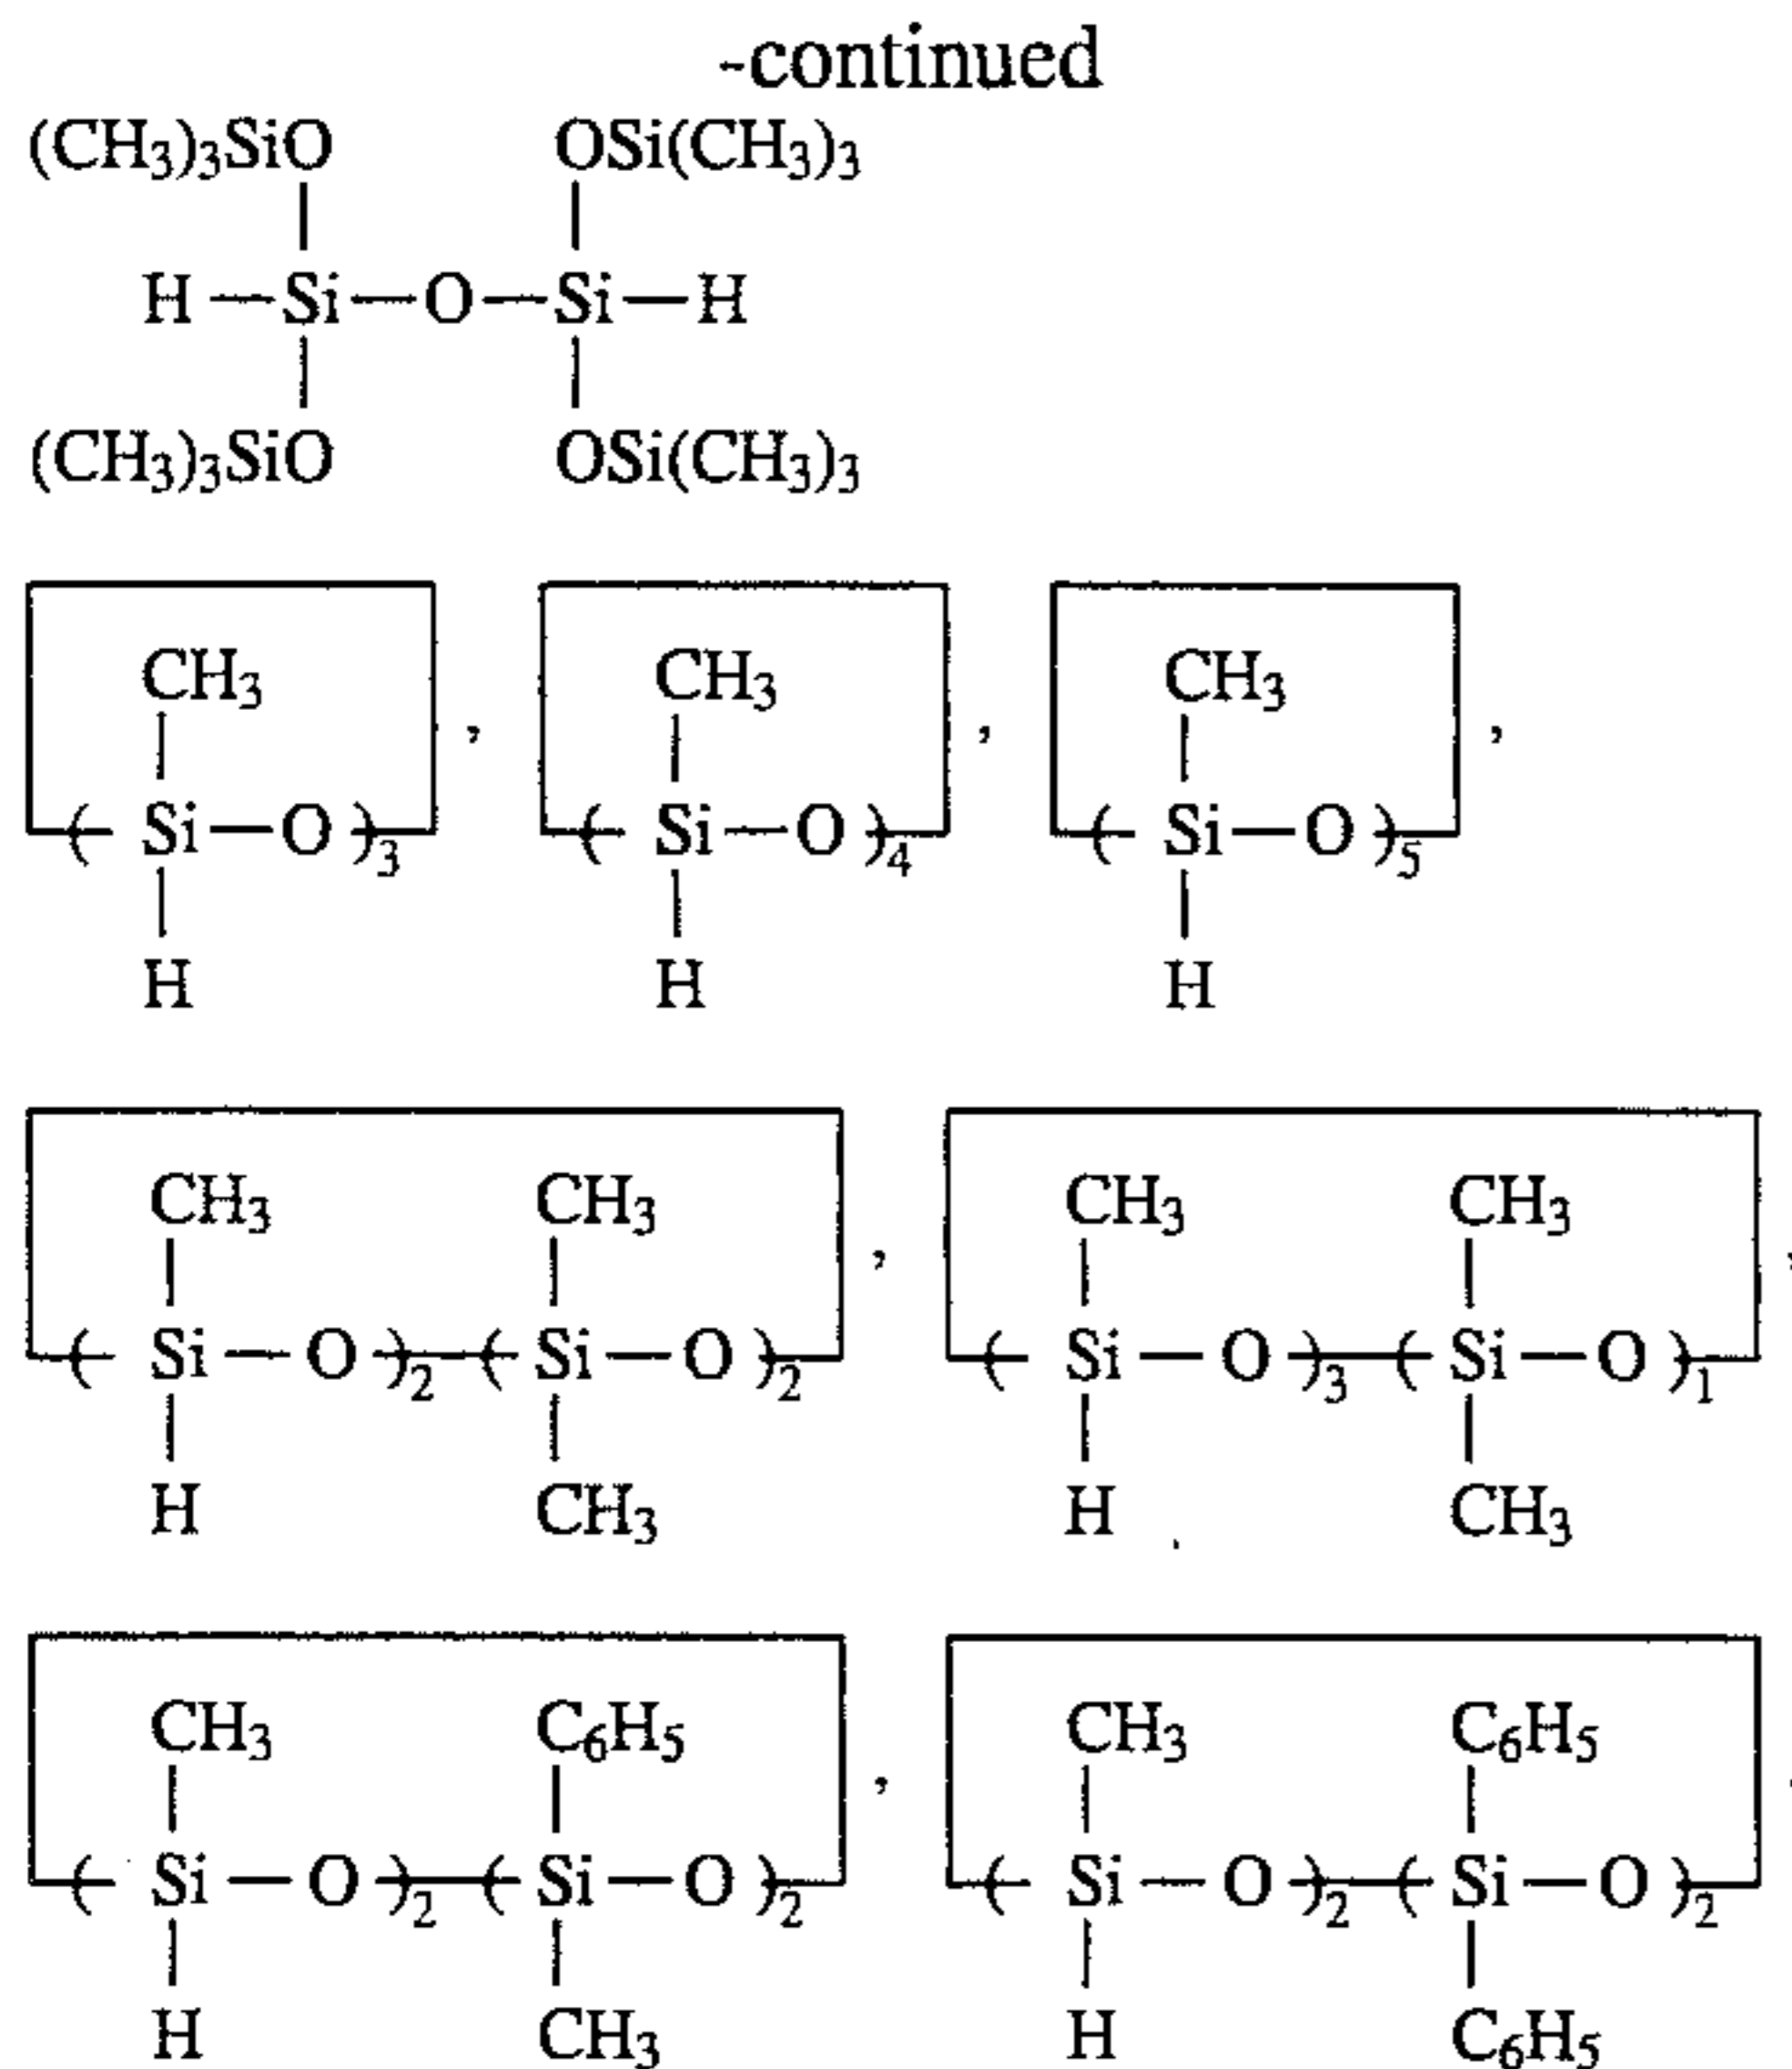 -continued
(CH₃)₃SiO OSi(CH₃)₃
H—Si—O—Si—H
(CH₃)₃SiO OSi(CH₃)₃
CH₃ CH₃ CH₃
, , ,
( Si—O )₃ ( Si—O )₄ ( Si—O )₅
H H H
CH₃ CH₃ CH₃ CH₃
, ,
( Si—O )₂ ( Si—O )₂ ( Si—O )₃ ( Si—O )₁
H CH₃ H CH₃
CH₃ C₆H₅ CH₃ C₆H₅
, .
( Si—O )₂ ( Si—O )₂ ( Si—O )₂ ( Si—O )₂
H CH₃ H C₆H₅